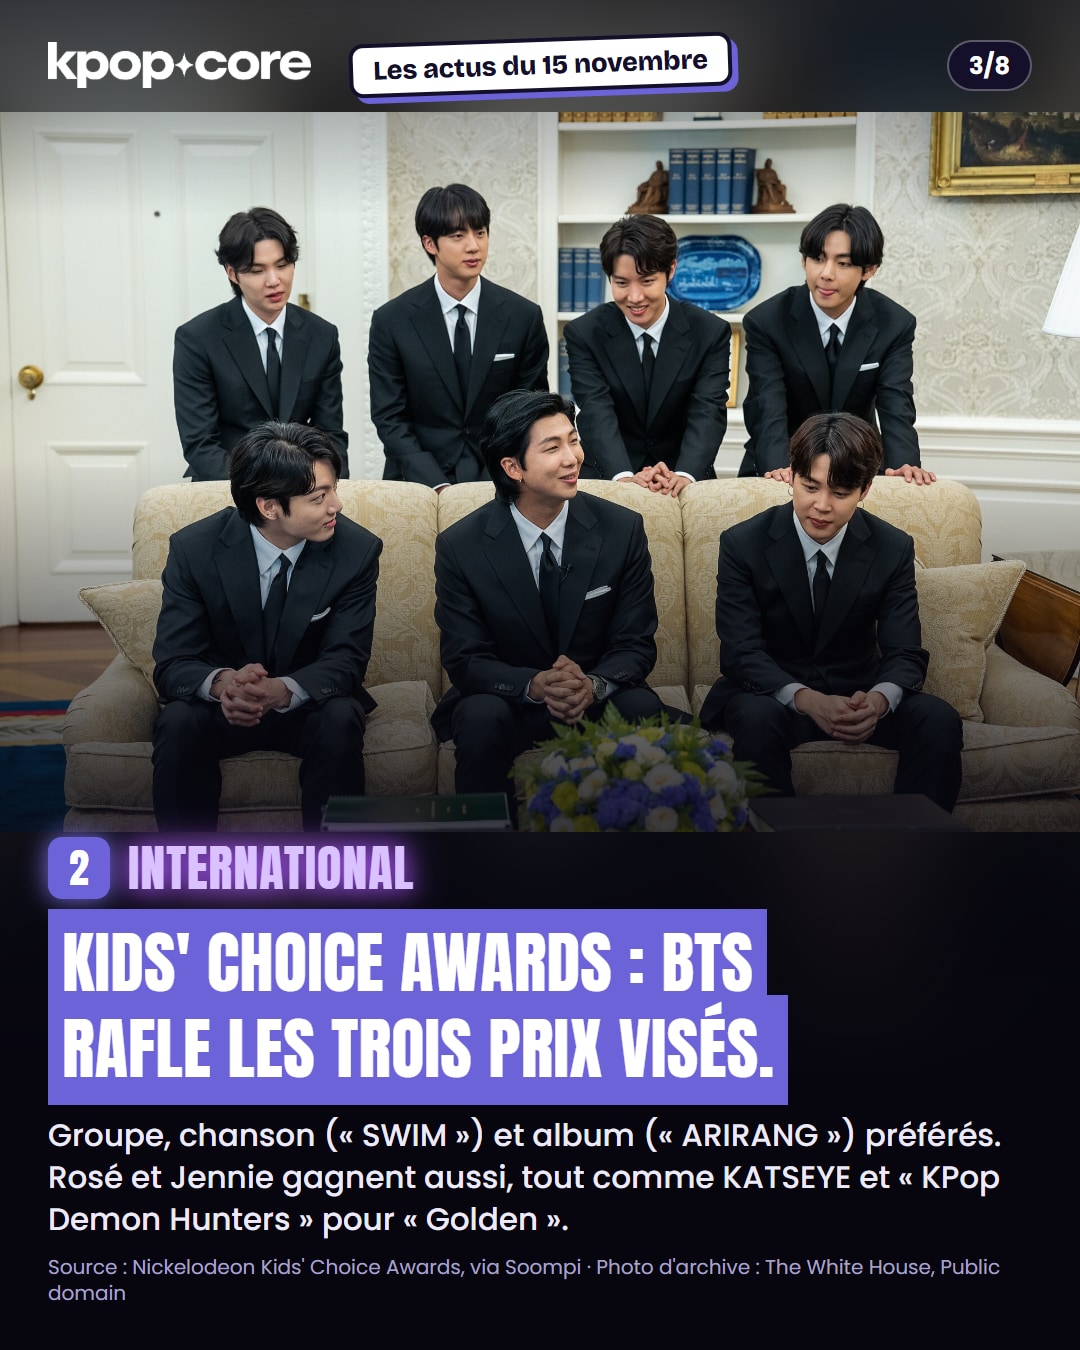 kpop✦core
Les actus du 15 novembre
3/8
2 INTERNATIONAL
KIDS' CHOICE AWARDS : BTS
RAFLE LES TROIS PRIX VISÉS.
Groupe, chanson (« SWIM ») et album (« ARIRANG ») préférés.
Rosé et Jennie gagnent aussi, tout comme KATSEYE et « KPop
Demon Hunters » pour « Golden ».
Source : Nickelodeon Kids' Choice Awards, via Soompi · Photo d'archive : The White House, Public
domain